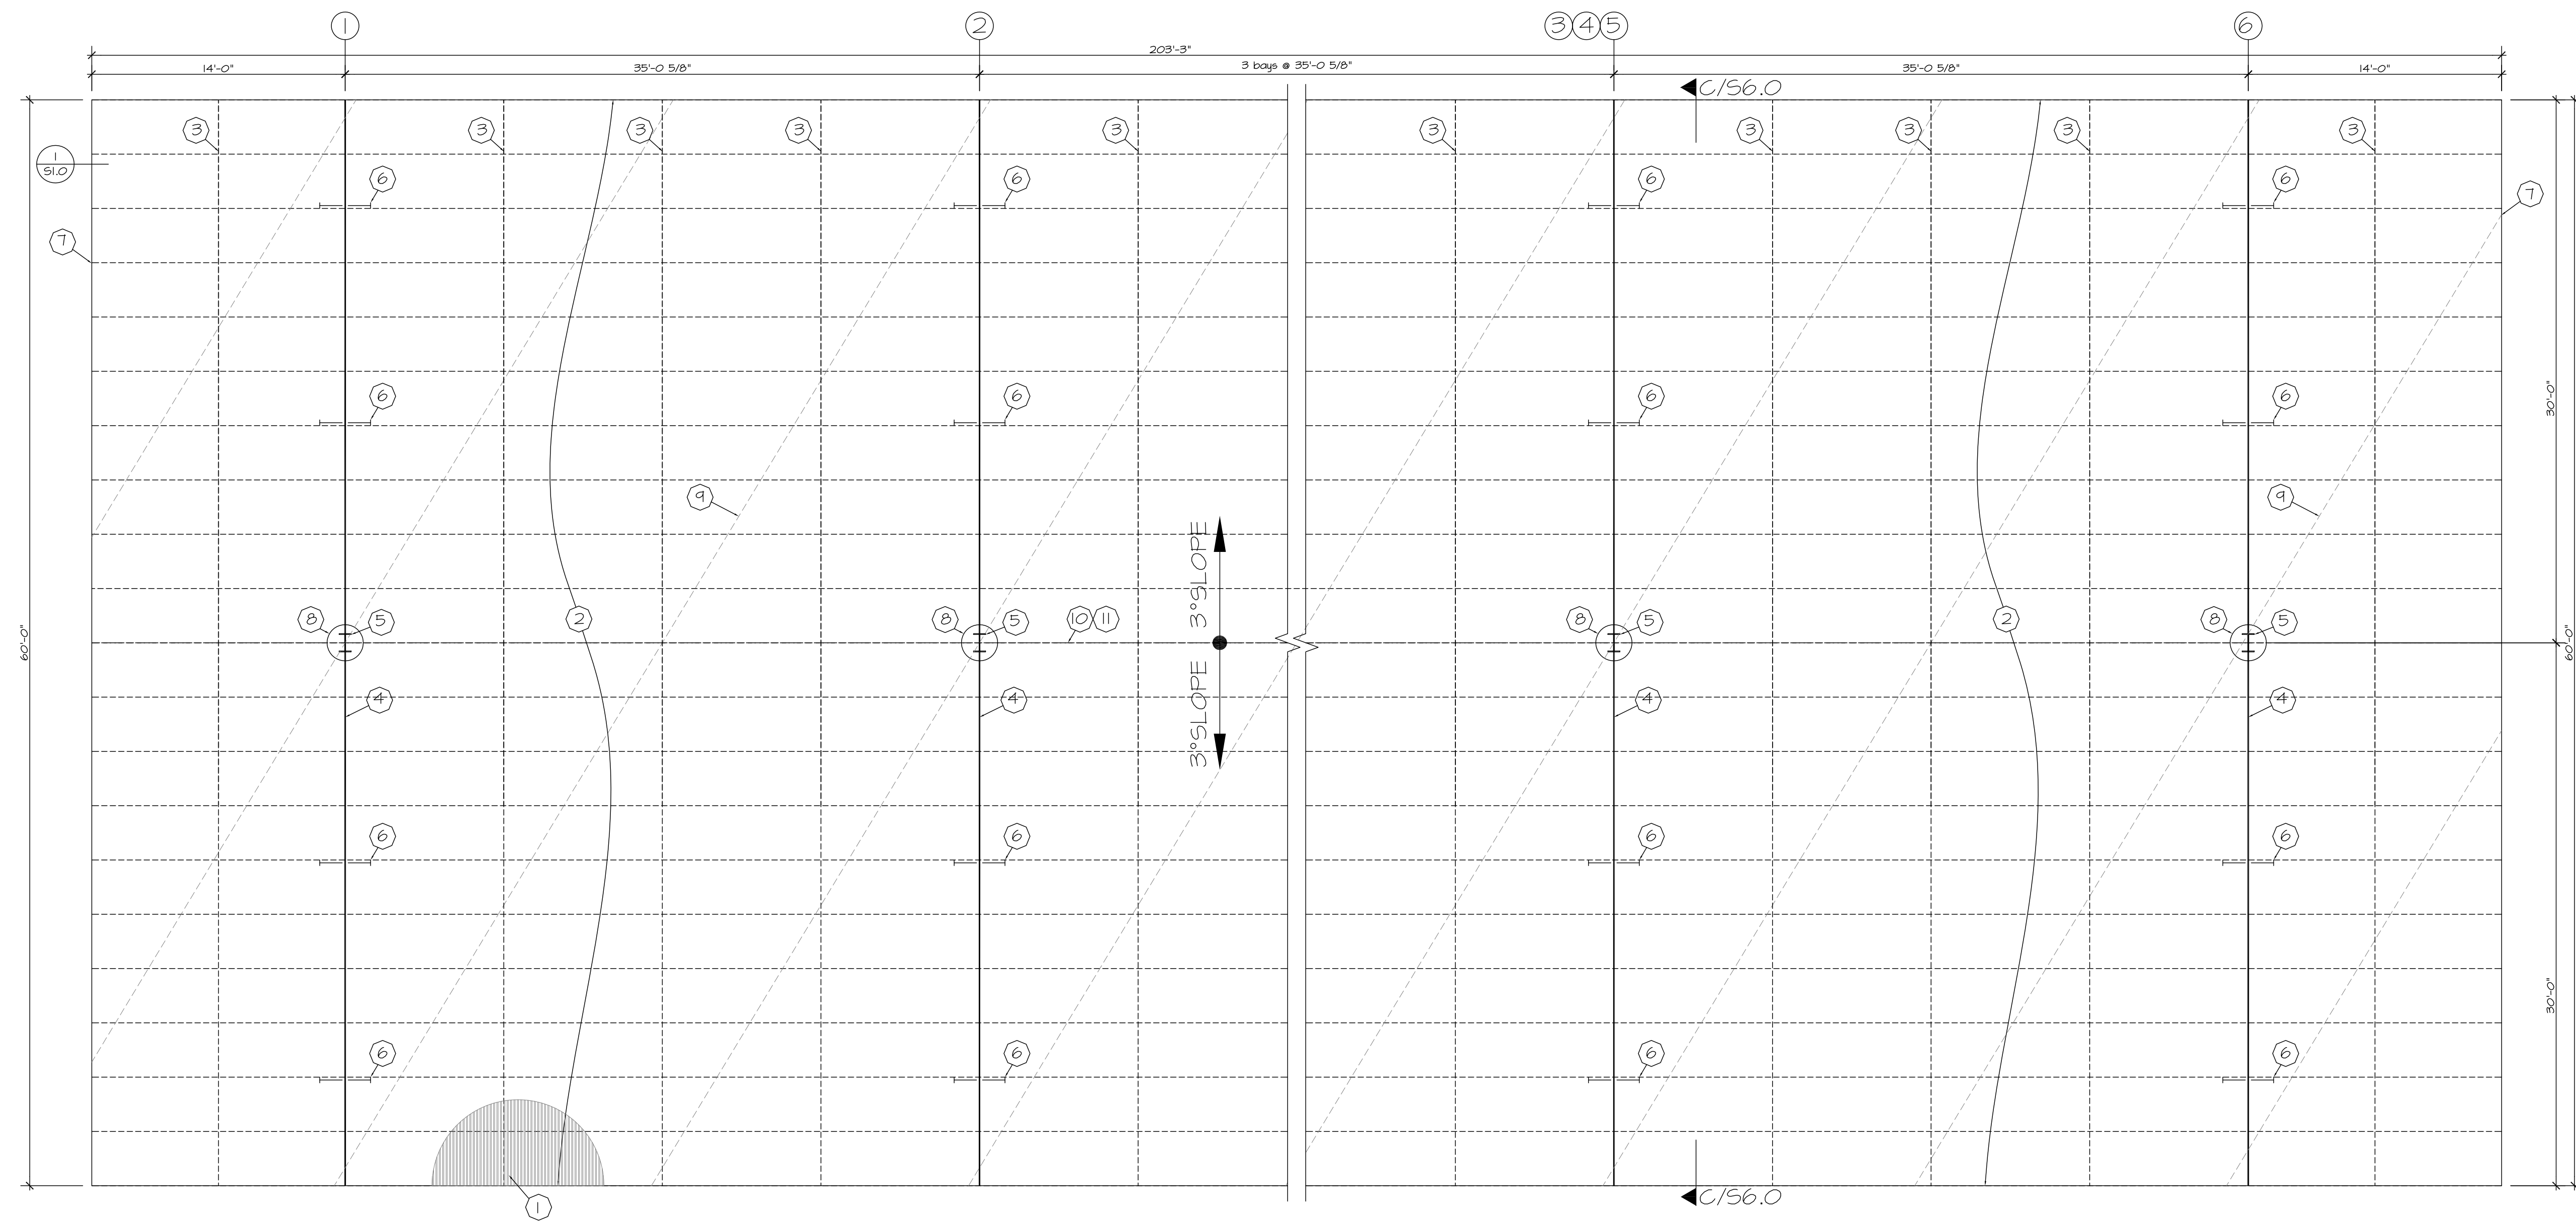 1 2 3 4 5 6
203'-3"
14'-0" 35'-0 5/8" 3 bays @ 35'-0 5/8" 35'-0 5/8" 14'-0"
C/S6.0
3 3 3 3 3 3 3 3 3 3
1
S1.0
6 6 6 6
7
7
6 6 6 6
30'-0"
9 9
3° SLOPE
8 5 2 8 5 10 11 8 5 2 8 5
60'-0"
60'-0"
4 4 4 4
3° SLOPE
6 6 6 6
30'-0"
6 6 6 6
C/S6.0
1